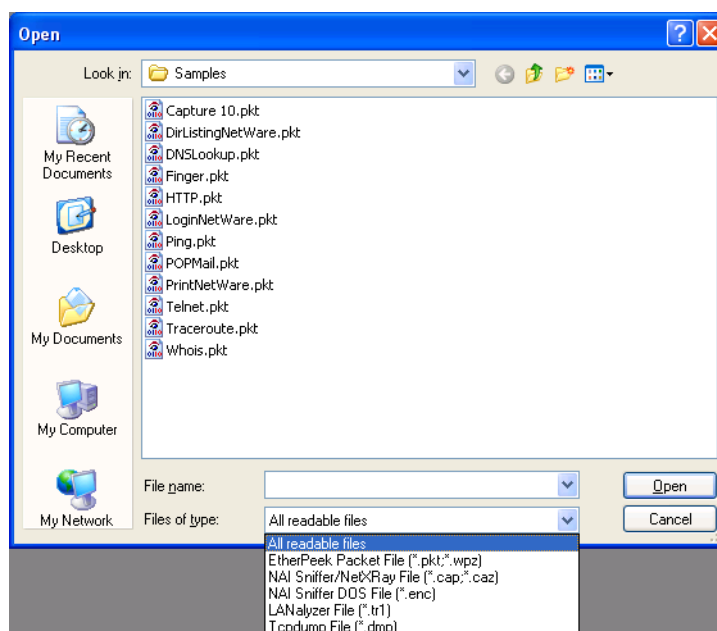 Open
Look in:
Samples
My Recent
Documents
Desktop
My Documents
My Computer
My Network
Capture 10.pkt
DirListingNetWare.pkt
DNSLookup.pkt
Finger.pkt
HTTP.pkt
LoginNetWare.pkt
Ping.pkt
POPMail.pkt
PrintNetWare.pkt
Telnet.pkt
Traceroute.pkt
Whois.pkt
File name:
Open
Files of type:
All readable files
Cancel
All readable files
EtherPeek Packet File (*.pkt;*.wpz)
NAI Sniffer/NetXRay File (*.cap;*.caz)
NAI Sniffer DOS File (*.enc)
LANalyzer File (*.tr1)
Tcpdump File (*.dmp)